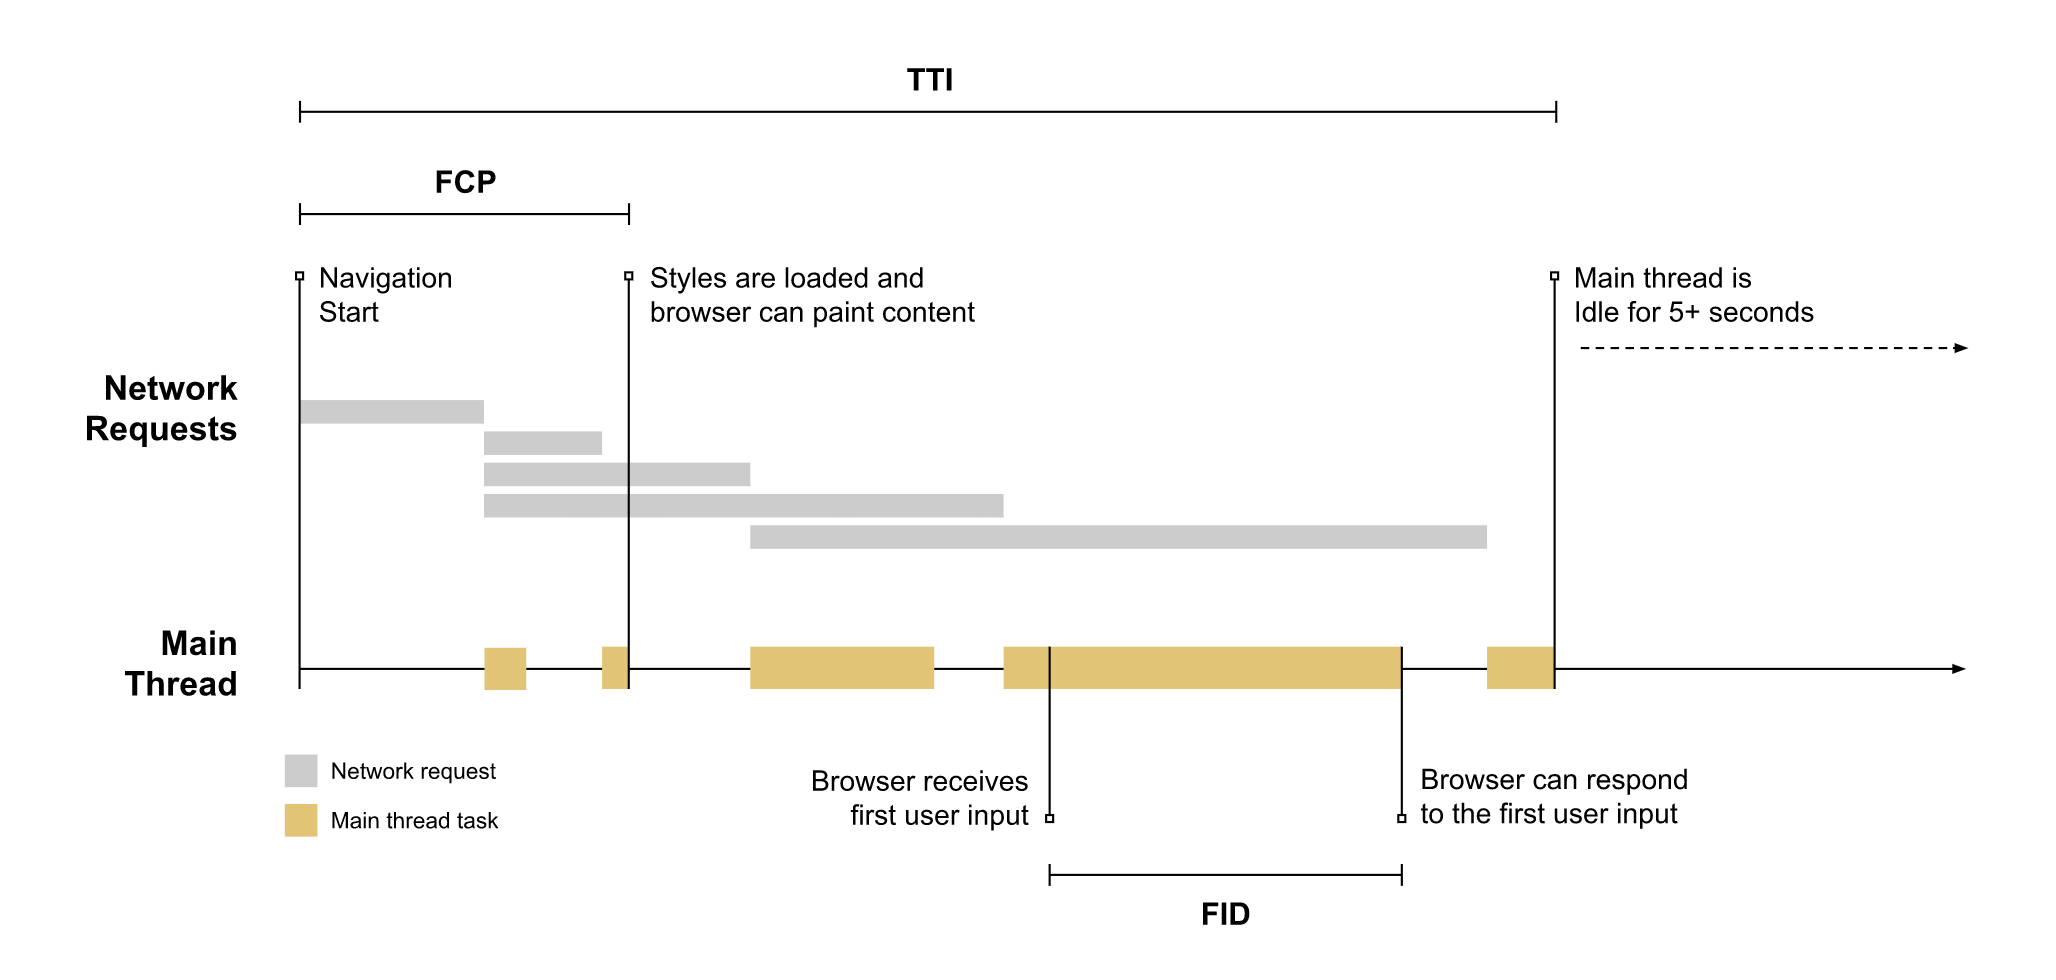 TTI
FCP
Navigation
Start
Styles are loaded and
browser can paint content
Main thread is
Idle for 5+ seconds
Network
Requests
Main
Thread
Network request
Main thread task
Browser receives
first user input
Browser can respond
to the first user input
FID